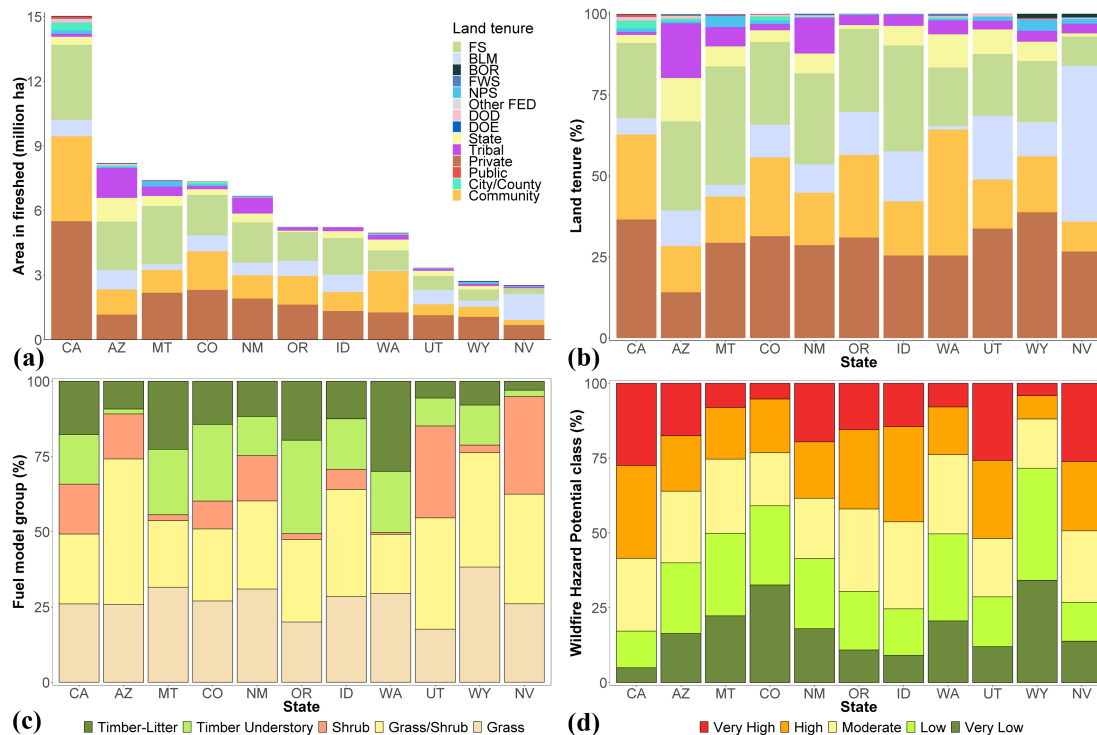 15
12
9
6
3
0
Area in fireshed (million ha)
Land tenure
FS
BLM
BOR
FWS
NPS
Other FED
DOD
DOE
State
Tribal
Private
Public
City/County
Community
(a)
CA AZ MT CO NM OR ID WA UT WY NV
State
100
75
50
25
0
Land tenure (%)
(b)
CA AZ MT CO NM OR ID WA UT WY NV
State
100
75
50
25
0
Fuel model group (%)
CA AZ MT CO NM OR ID WA UT WY NV
State
(c)
Timber-Litter Timber Understory Shrub Grass/Shrub Grass
100
75
50
25
0
Wildfire Hazard Potential class (%)
CA AZ MT CO NM OR ID WA UT WY NV
State
(d)
Very High High Moderate Low Very Low